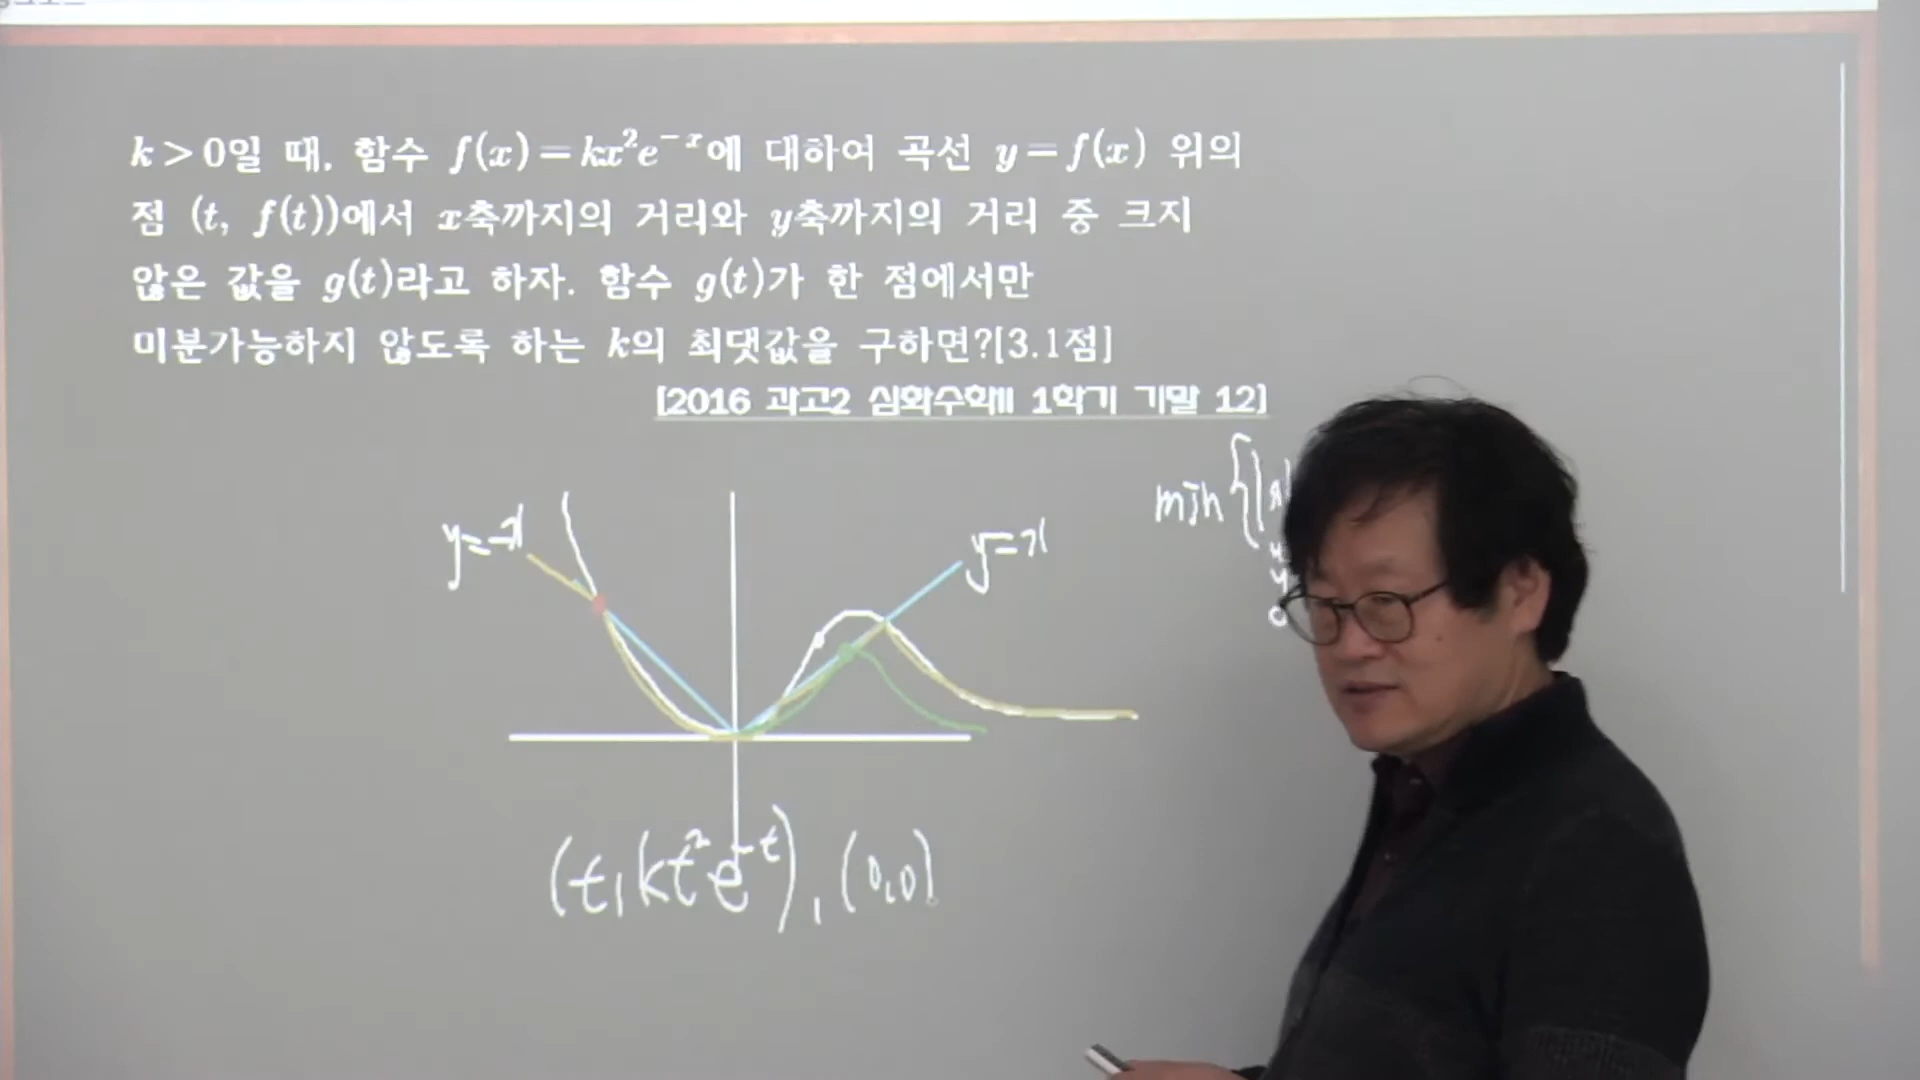 k > 0일 때, 함수 f(x) = kx²e⁻ˣ에 대하여 곡선 y = f(x) 위의
점 (t, f(t))에서 x축까지의 거리와 y축까지의 거리 중 크지
않은 값을 g(t)라고 하자. 함수 g(t)가 한 점에서만
미분가능하지 않도록 하는 k의 최댓값을 구하면?[3.1점]
[2016 과고2 심화수학II 1학기 기말 12]
min {|x|
y=-x
y=x
(t, kt²e⁻ᵗ), (0,0)